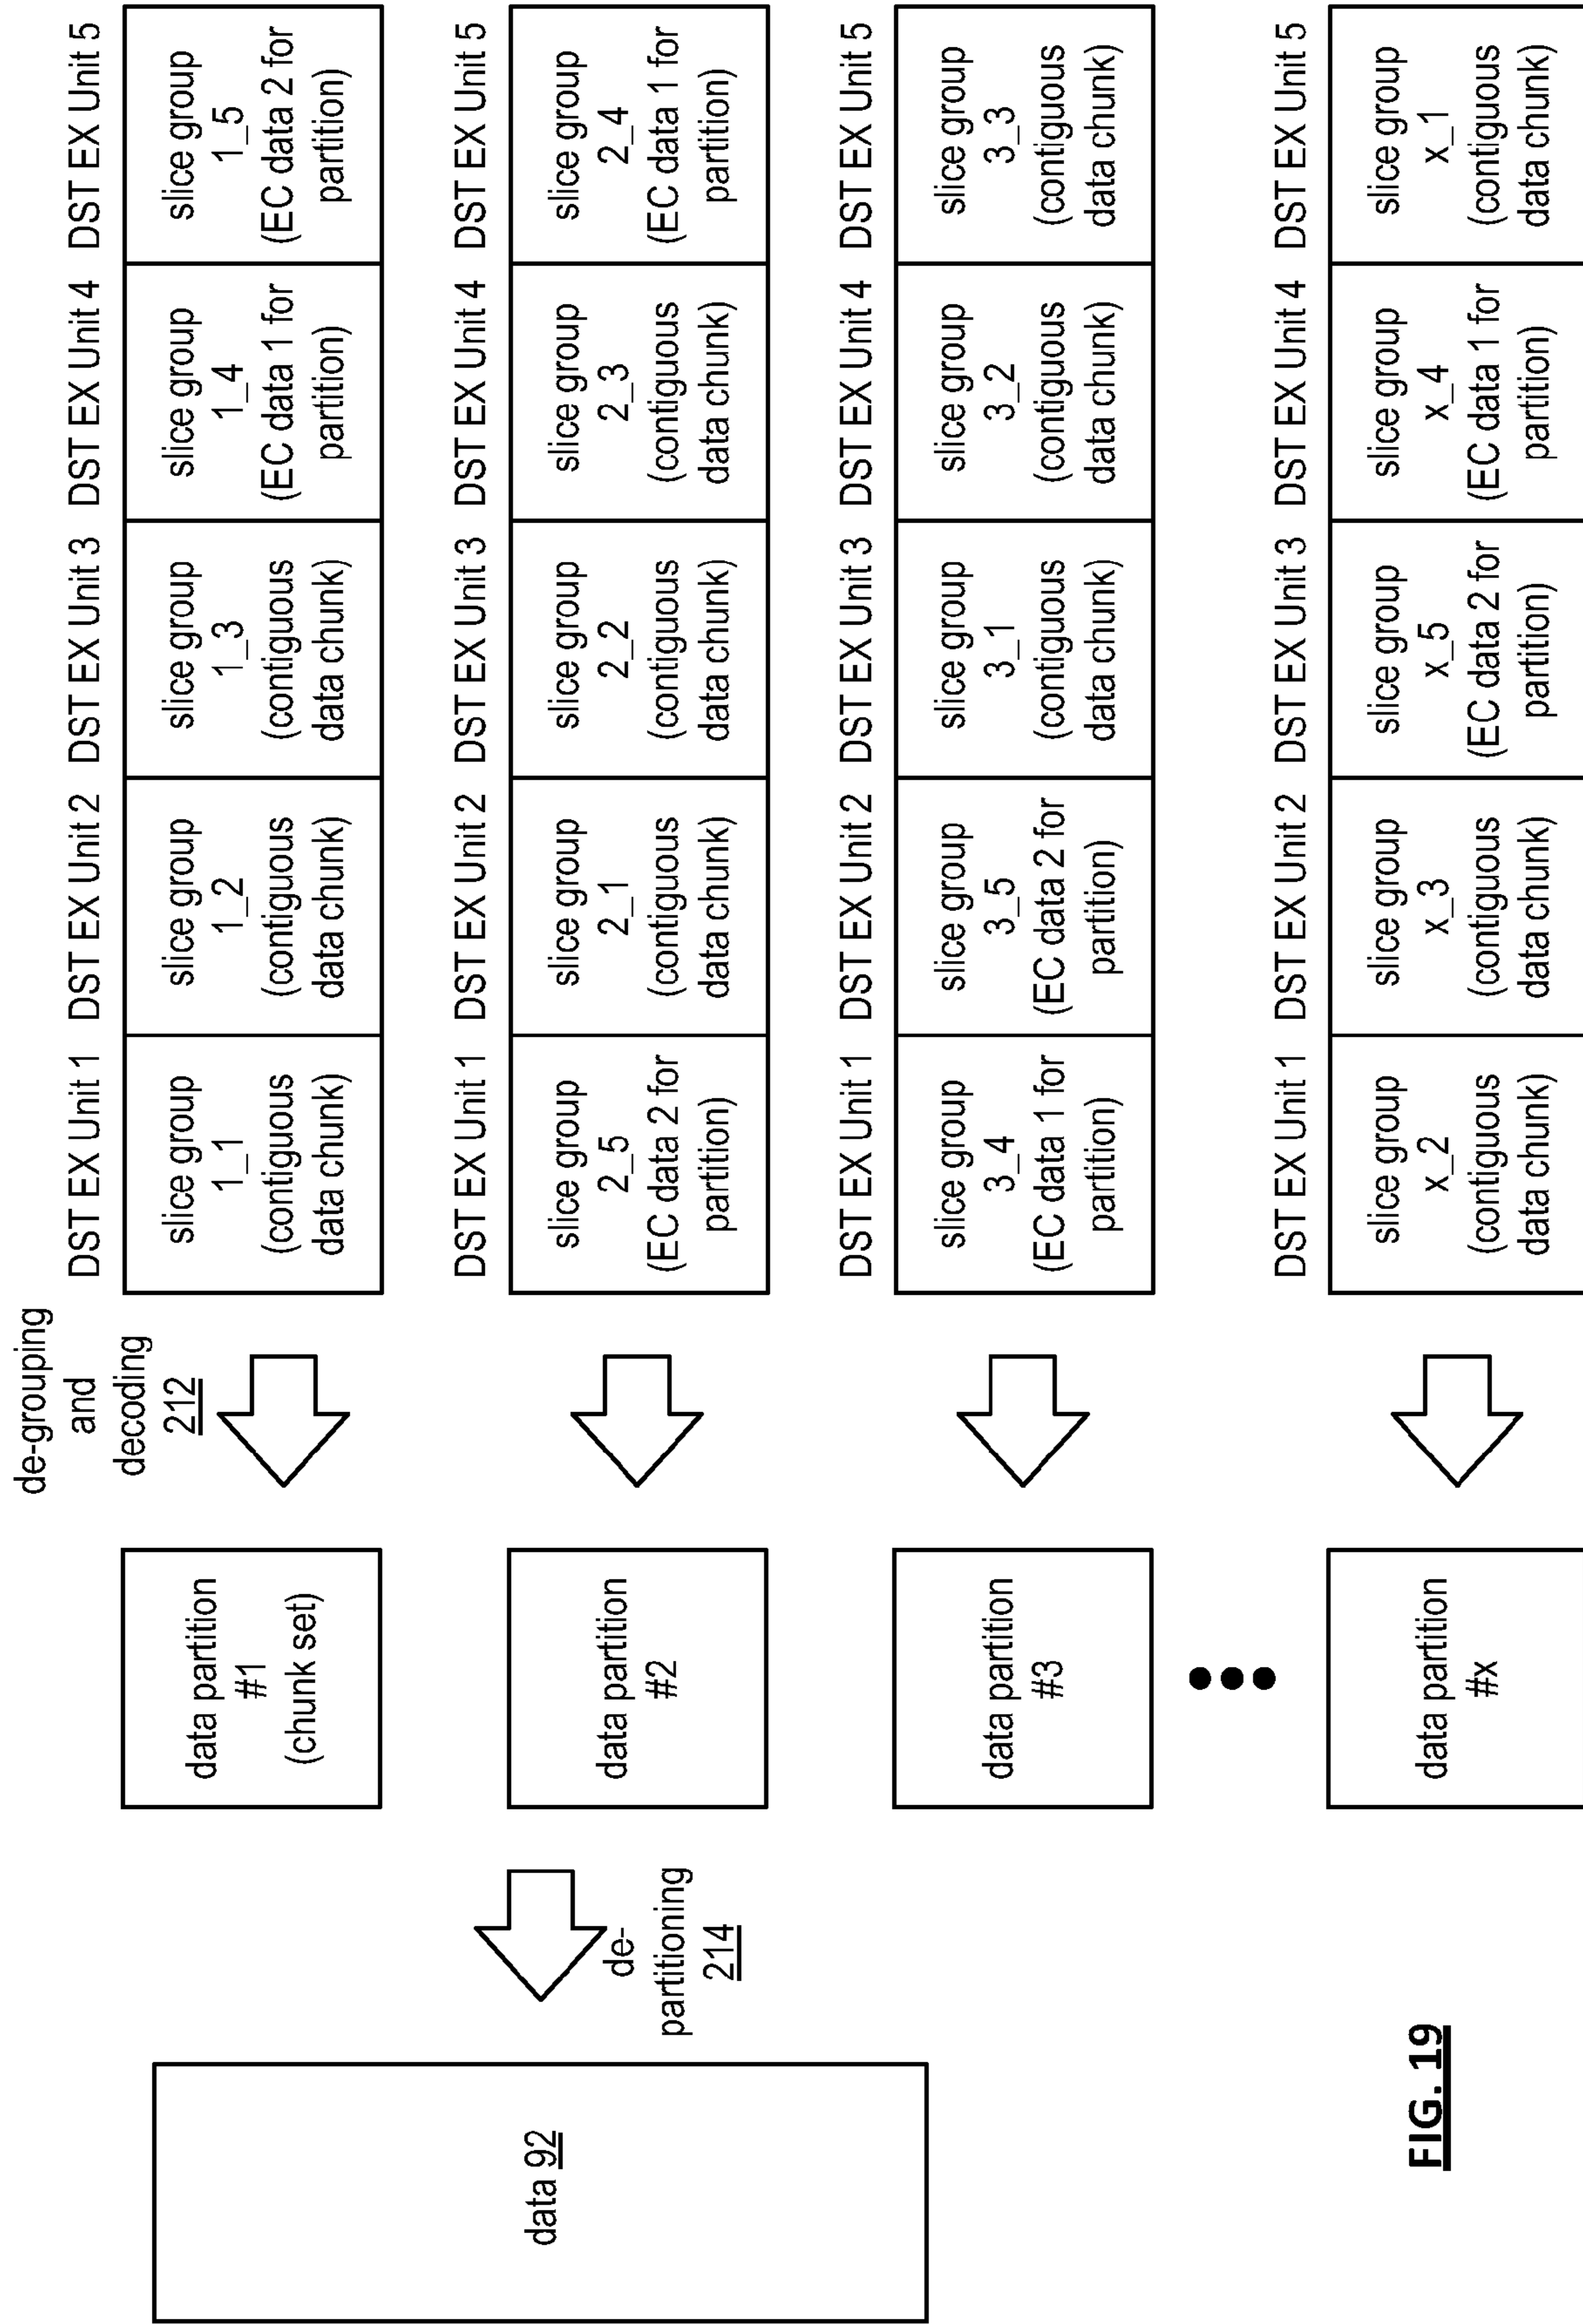 data 92
de-
partitioning
214
de-grouping
and
decoding
212
data partition
#1
(chunk set)
DST EX Unit 1
DST EX Unit 2
DST EX Unit 3
DST EX Unit 4
DST EX Unit 5
slice group
1_1
(contiguous
data chunk)
slice group
1_2
(contiguous
data chunk)
slice group
1_3
(contiguous
data chunk)
slice group
1_4
(EC data 1 for
partition)
slice group
1_5
(EC data 2 for
partition)
data partition
#2
DST EX Unit 1
DST EX Unit 2
DST EX Unit 3
DST EX Unit 4
DST EX Unit 5
slice group
2_5
(EC data 2 for
partition)
slice group
2_1
(contiguous
data chunk)
slice group
2_2
(contiguous
data chunk)
slice group
2_3
(contiguous
data chunk)
slice group
2_4
(EC data 1 for
partition)
data partition
#3
DST EX Unit 1
DST EX Unit 2
DST EX Unit 3
DST EX Unit 4
DST EX Unit 5
slice group
3_4
(EC data 1 for
partition)
slice group
3_5
(EC data 2 for
partition)
slice group
3_1
(contiguous
data chunk)
slice group
3_2
(contiguous
data chunk)
slice group
3_3
(contiguous
data chunk)
data partition
#x
DST EX Unit 1
DST EX Unit 2
DST EX Unit 3
DST EX Unit 4
DST EX Unit 5
slice group
x_2
(contiguous
data chunk)
slice group
x_3
(contiguous
data chunk)
slice group
x_5
(EC data 2 for
partition)
slice group
x_4
(EC data 1 for
partition)
slice group
x_1
(contiguous
data chunk)
FIG. 19